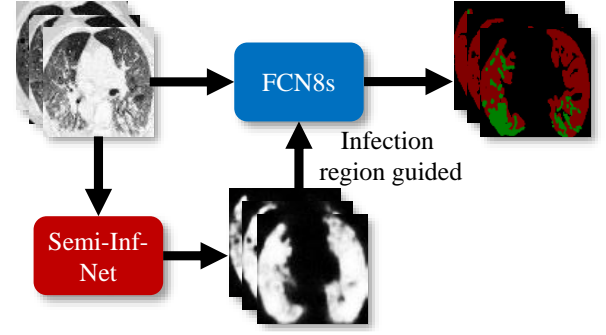 FCN8s
Infection
region guided
Semi-Inf-
Net